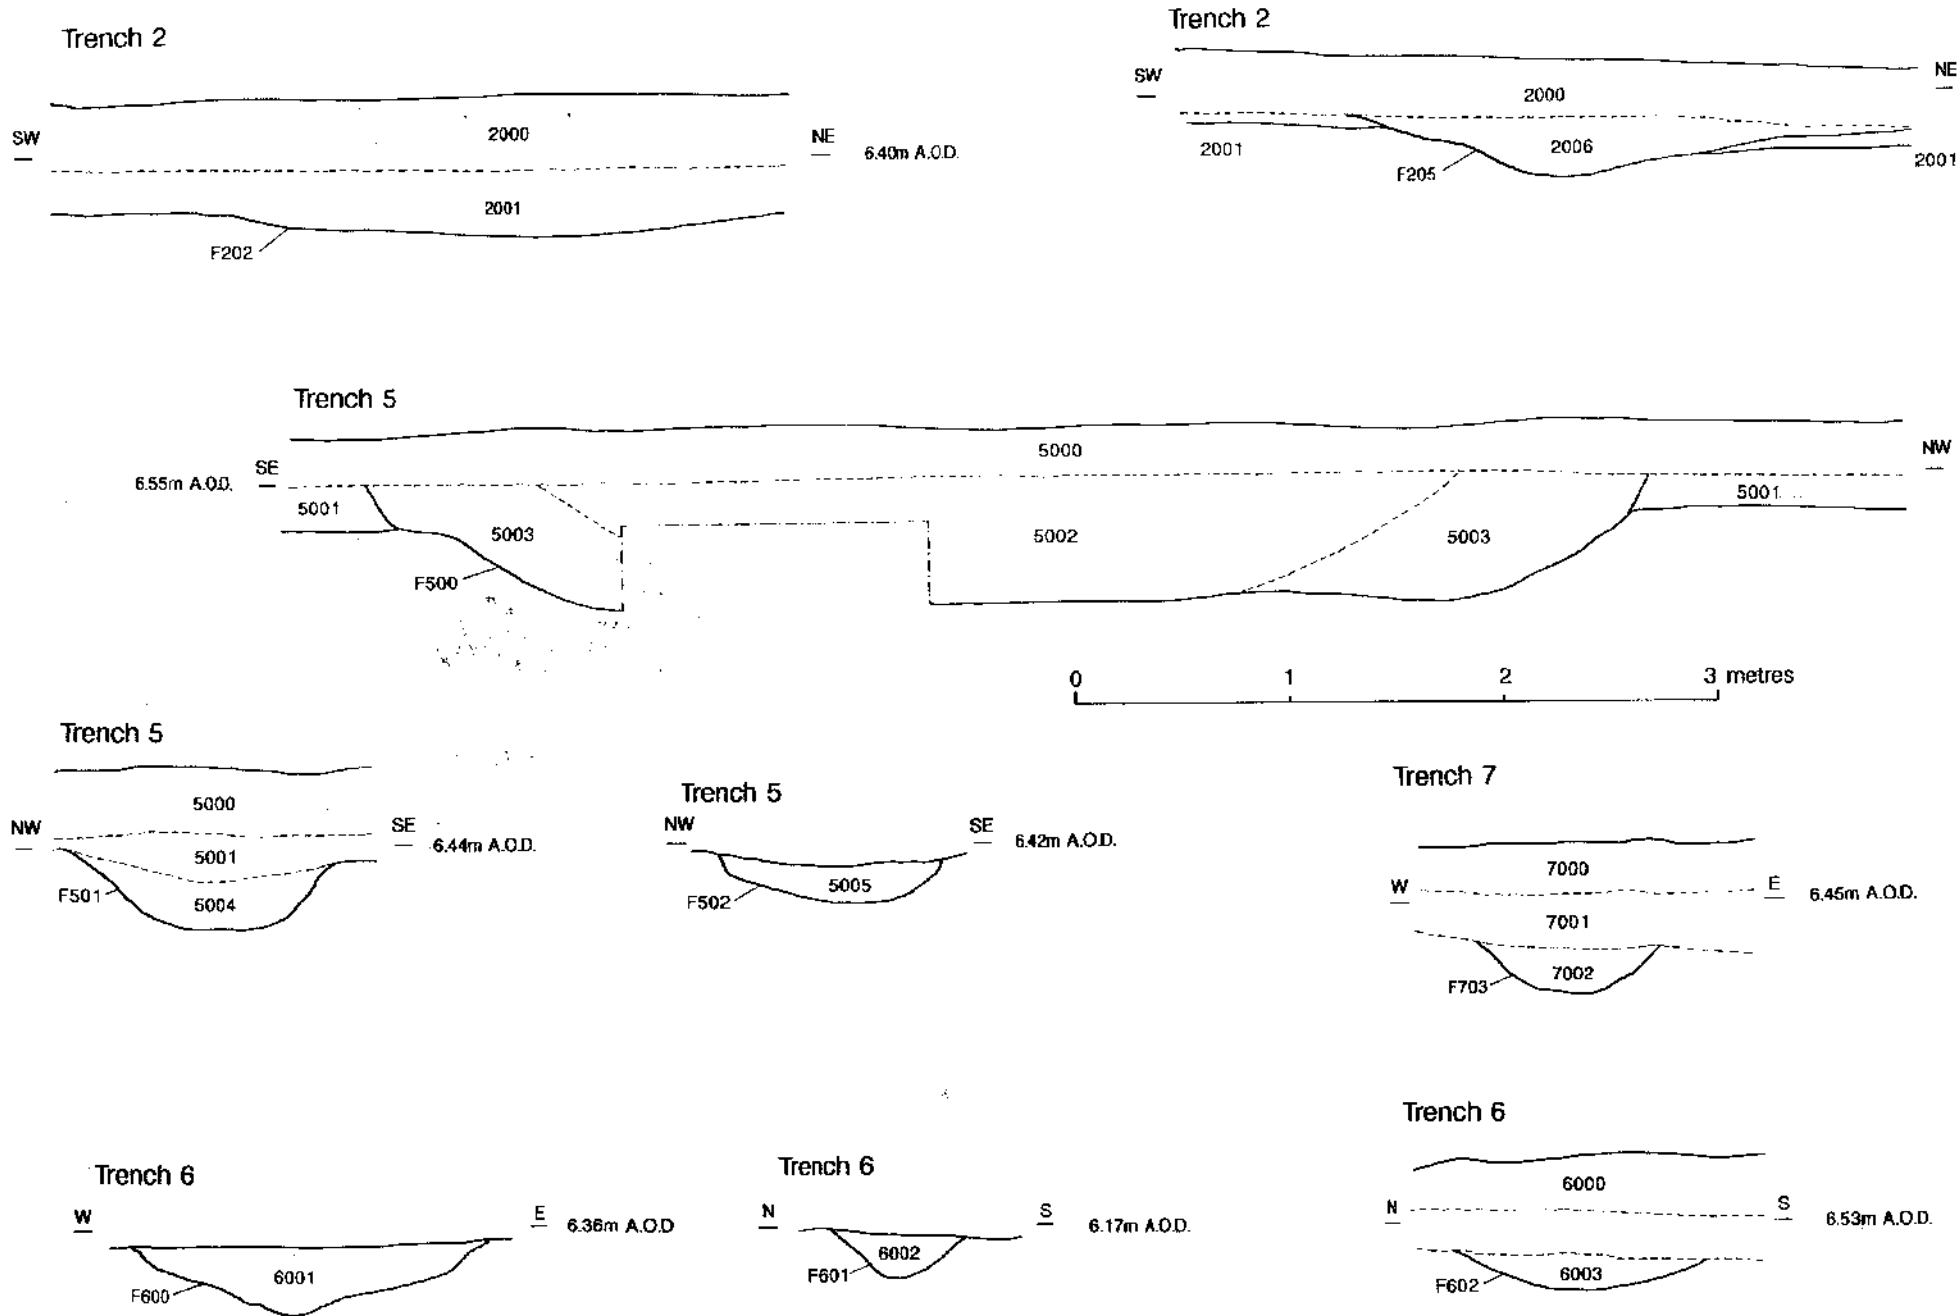 Trench 2
SW
2000
NE
6.40m A.O.D.
2001
F202
Trench 2
SW
2000
NE
2001
2006
2001
F205
Trench 5
5000
NW
6.55m A.O.D.
SE
5001
5003
5002
5003
5001
F500
0 1 2 3 metres
Trench 5
5000
NW
SE
6.44m A.O.D.
5001
F501
5004
Trench 5
NW
SE
6.42m A.O.D.
5005
F502
Trench 7
7000
W
E
6.45m A.O.D.
7001
7002
F703
Trench 6
W
E
6.36m A.O.D
6001
F600
Trench 6
N
S
6.17m A.O.D.
6002
F601
Trench 6
6000
N
S
6.53m A.O.D.
6003
F602